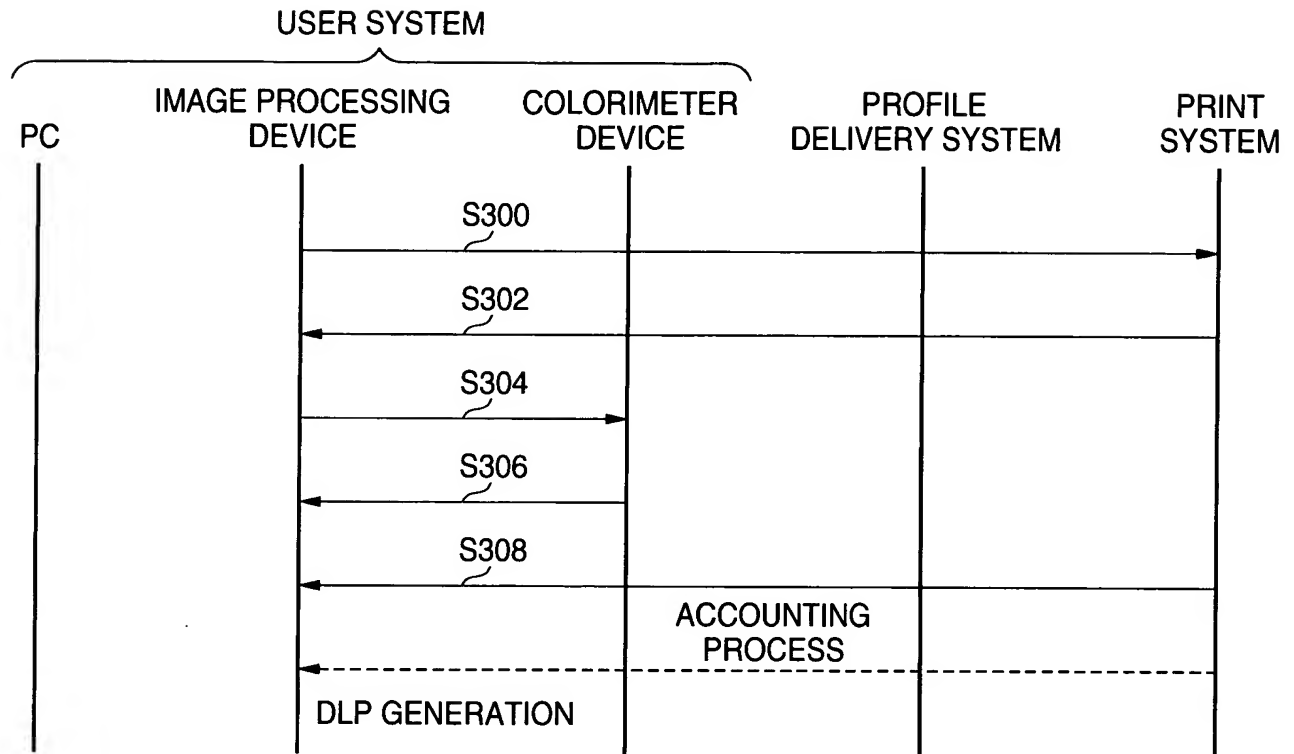 USER SYSTEM
PC
IMAGE PROCESSING
DEVICE
COLORIMETER
DEVICE
PROFILE
DELIVERY SYSTEM
PRINT
SYSTEM
S300
S302
S304
S306
S308
ACCOUNTING
PROCESS
DLP GENERATION